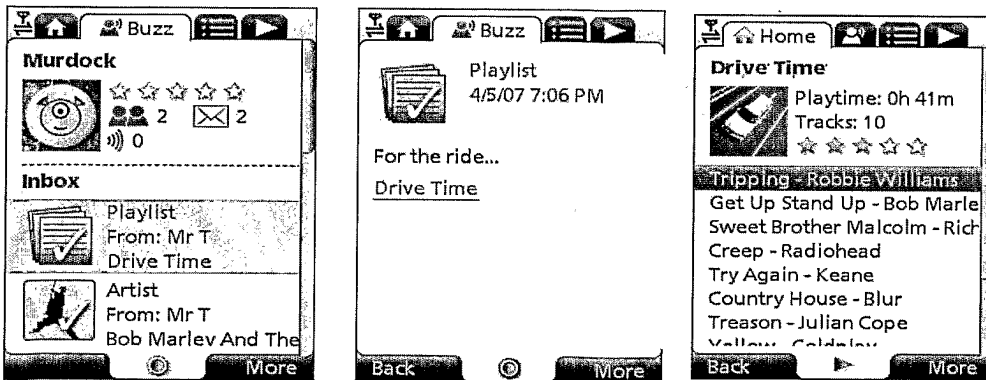 Buzz
Murdock
2 2
0
Inbox
Playlist
From: Mr T
Drive Time
Artist
From: Mr T
Bob Marley And The
More
Buzz
Playlist
4/5/07 7:06 PM
For the ride...
Drive Time
Back More
Home
Drive Time
Playtime: 0h 41m
Tracks: 10
Tripping - Robbie Williams
Get Up Stand Up - Bob Marle
Sweet Brother Malcolm - Rich
Creep - Radiohead
Try Again - Keane
Country House - Blur
Treason - Julian Cope
Yellow - Coldplay
Back More